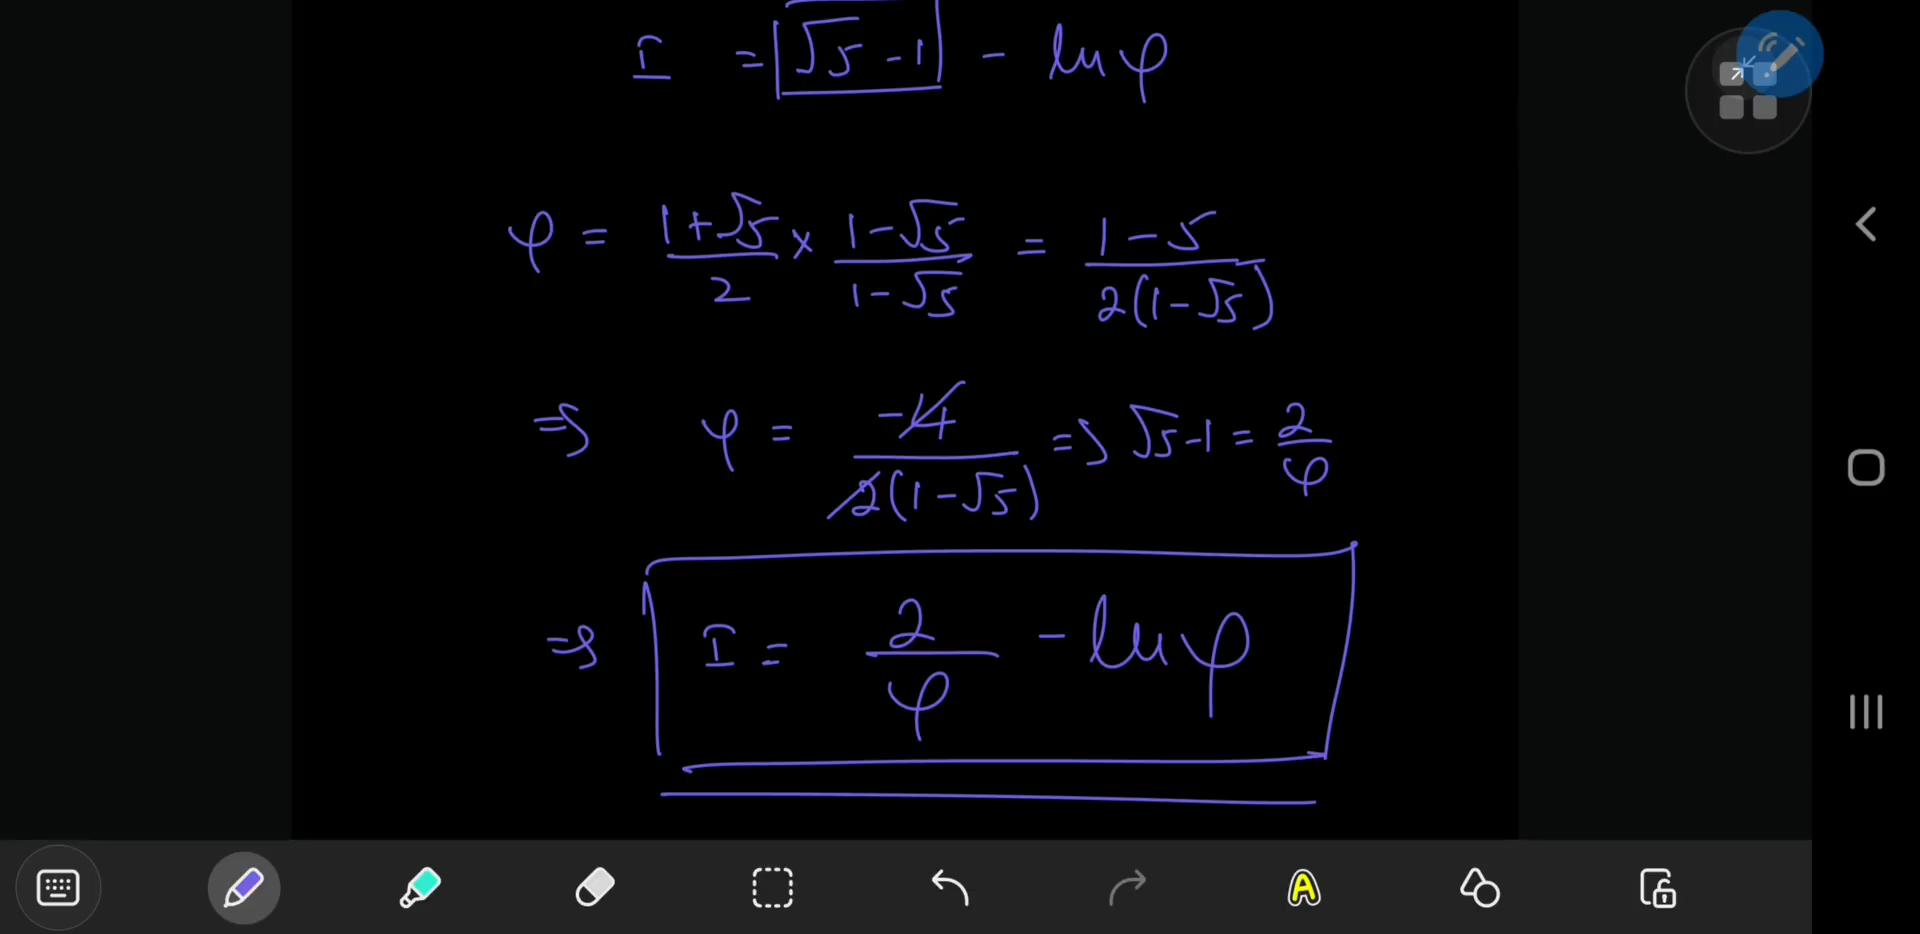 I = √5 - 1 - ln φ
φ = (1+√5)/2 × (1-√5)/(1-√5) = (1-5)/(2(1-√5))
⇒ φ = -4/(2(1-√5)) ⇒ √5-1 = 2/φ
⇒ I = 2/φ - ln φ
A